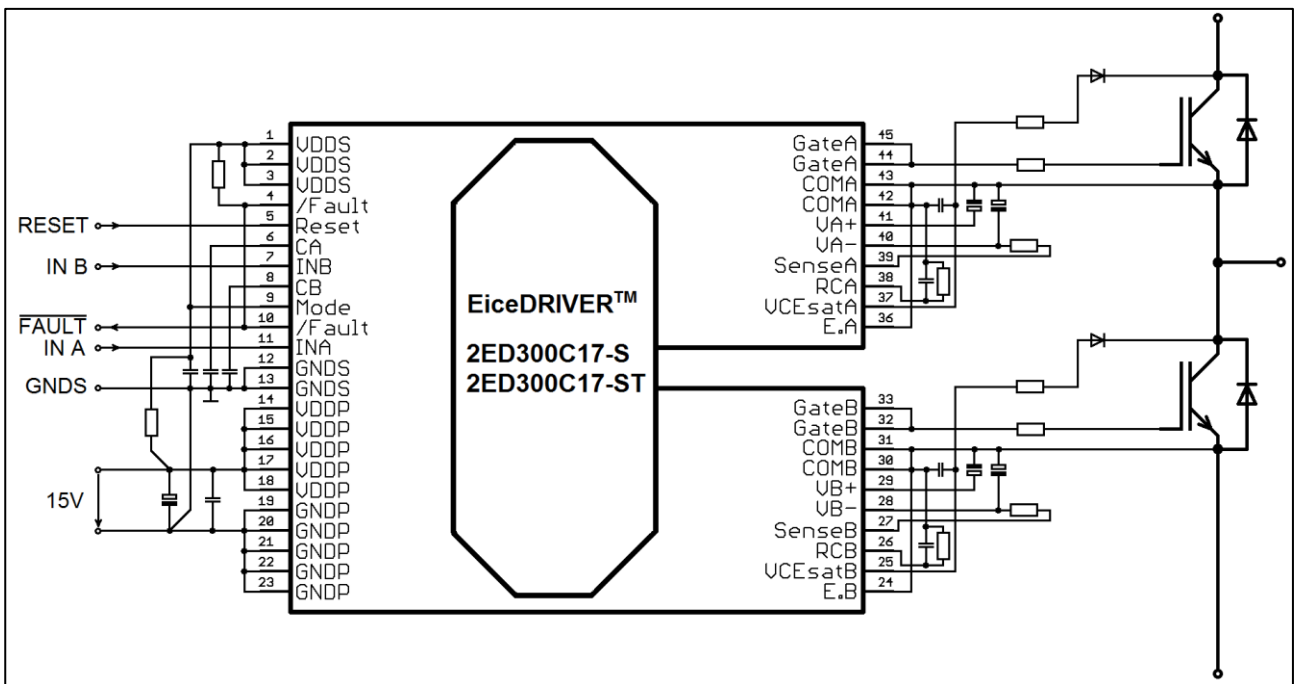 RESET
IN B
FAULT
IN A
GNDS
15V
1 VDDS
2 VDDS
3 VDDS
4 /Fault
5 Reset
6 CA
7 INB
8 CB
9 Mode
10 /Fault
11 INA
12 GNDS
13 GNDS
14 VDDP
15 VDDP
16 VDDP
17 VDDP
18 VDDP
19 GNDP
20 GNDP
21 GNDP
22 GNDP
23 GNDP
EiceDRIVER™
2ED300C17-S
2ED300C17-ST
GateA 45
GateA 44
COMA 43
COMA 42
VA+ 41
VA- 40
SenseA 39
RCA 38
VCEsatA 37
E.A 36
GateB 33
GateB 32
COMB 31
COMB 30
VB+ 29
VB- 28
SenseB 27
RCB 26
VCEsatB 25
E.B 24